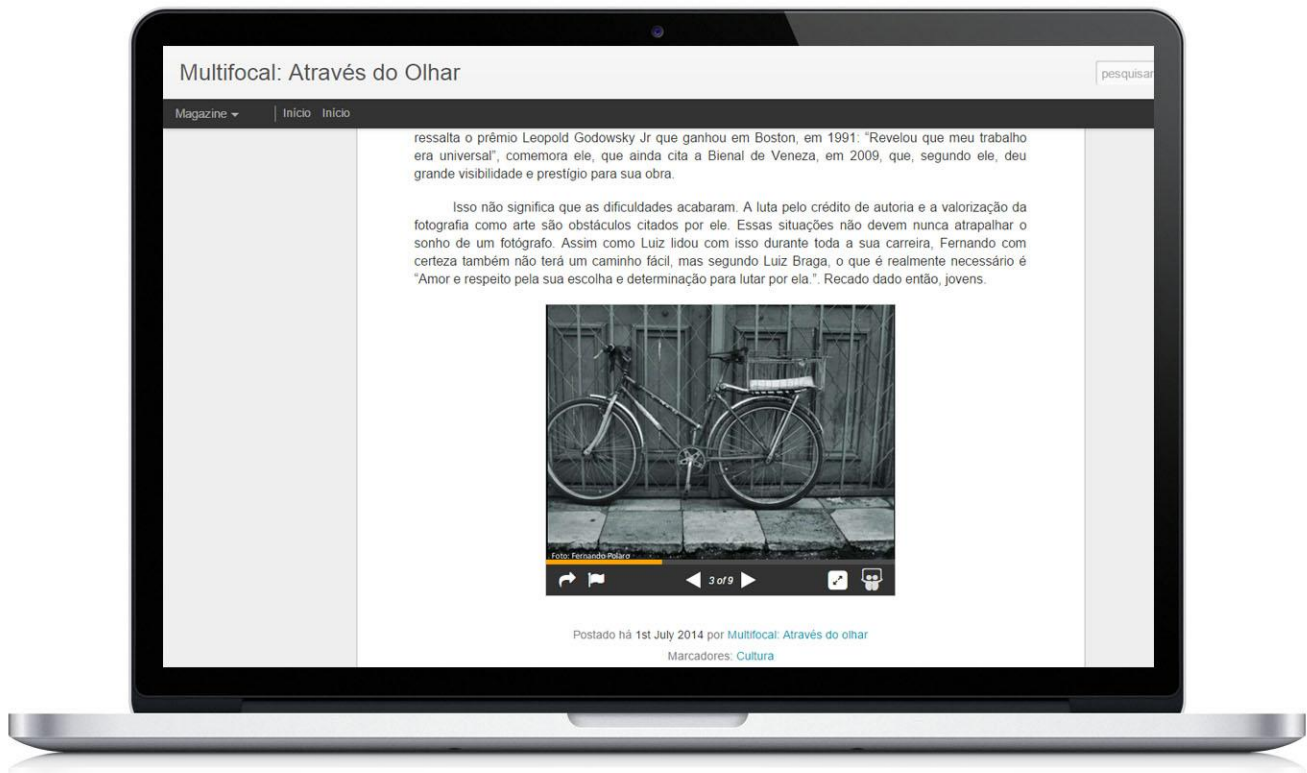 Multifocal: Através do Olhar
pesquisar
Magazine
Início Início
ressalta o prêmio Leopold Godowsky Jr que ganhou em Boston, em 1991: “Revelou que meu trabalho
era universal”, comemora ele, que ainda cita a Bienal de Veneza, em 2009, que, segundo ele, deu
grande visibilidade e prestígio para sua obra.
Isso não significa que as dificuldades acabaram. A luta pelo crédito de autoria e a valorização da
fotografia como arte são obstáculos citados por ele. Essas situações não devem nunca atrapalhar o
sonho de um fotógrafo. Assim como Luiz lidou com isso durante toda a sua carreira, Fernando com
certeza também não terá um caminho fácil, mas segundo Luiz Braga, o que é realmente necessário é
“Amor e respeito pela sua escolha e determinação para lutar por ela.”. Recado dado então, jovens.
Foto: Fernando Polaro
3 of 9
Postado há 1st July 2014 por Multifocal: Através do olhar
Marcadores: Cultura